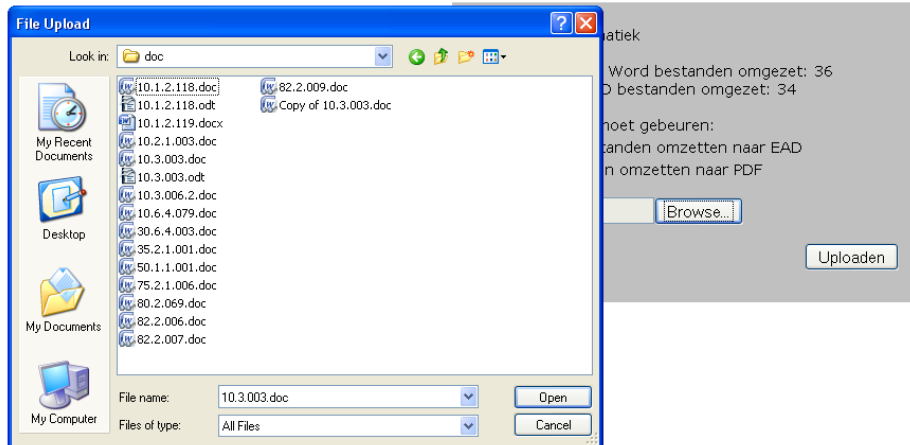 File Upload
Look in: doc
My Recent Documents
Desktop
My Documents
My Computer
10.1.2.118.doc
10.1.2.118.odt
10.1.2.119.docx
10.2.1.003.doc
10.3.003.doc
10.3.003.odt
10.3.006.2.doc
10.6.4.079.doc
30.6.4.003.doc
35.2.1.001.doc
50.1.1.001.doc
75.2.1.006.doc
80.2.069.doc
82.2.006.doc
82.2.007.doc
82.2.009.doc
Copy of 10.3.003.doc
File name: 10.3.003.doc Open
Files of type: All Files Cancel
atiek
Word bestanden omgezet: 36
D bestanden omgezet: 34
moet gebeuren:
tanden omzetten naar EAD
n omzetten naar PDF
Browse...
Uploaden